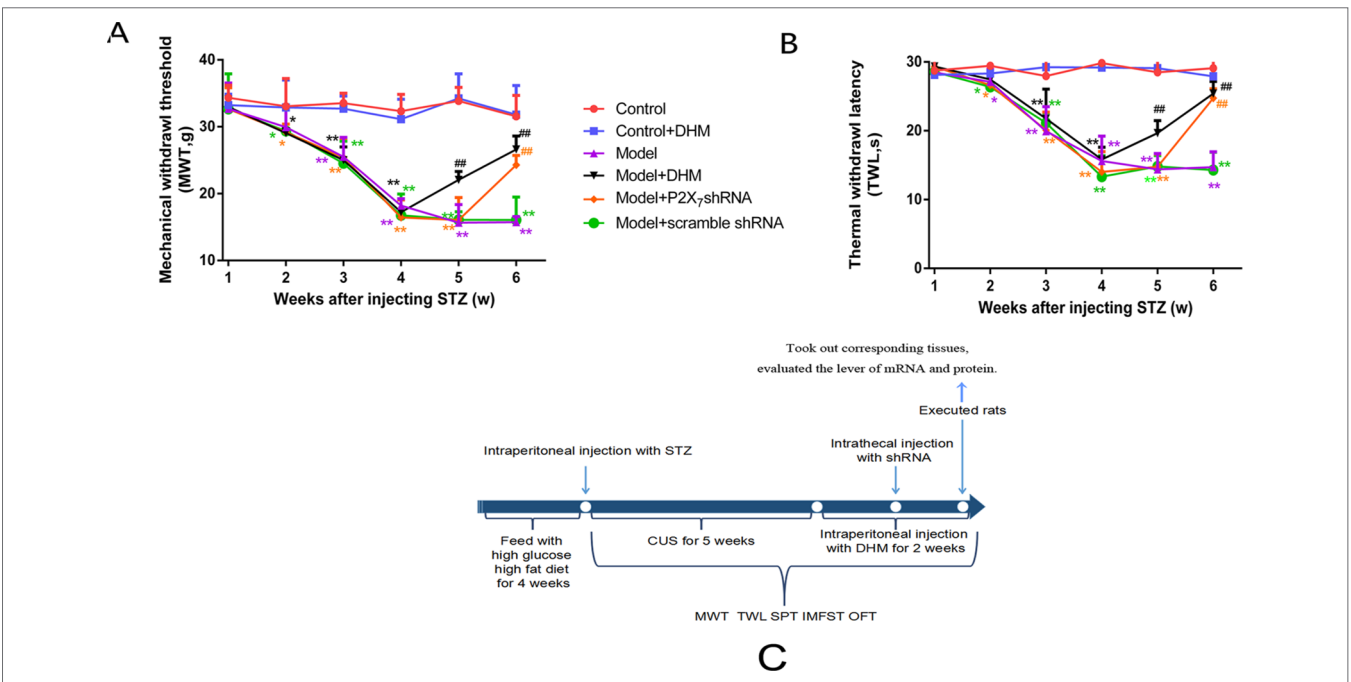 A
Mechanical withdrawl threshold
(MWT,g)
40
30
20
10
1 2 3 4 5 6
Weeks after injecting STZ (w)
* * *
** ** ** **
** ** ** **
## ** ** **
## ## ** **
Control
Control+DHM
Model
Model+DHM
Model+P2X₇shRNA
Model+scramble shRNA
B
Thermal withdrawl latency
(TWL,s)
30
20
10
0
1 2 3 4 5 6
Weeks after injecting STZ (w)
* * *
** ** ** **
** ** ** **
## ** ** **
## ## ** **
Took out corresponding tissues,
evaluated the lever of mRNA and protein.
Executed rats
Intraperitoneal injection with STZ
Intrathecal injection
with shRNA
Feed with
high glucose
high fat diet
for 4 weeks
CUS for 5 weeks
Intraperitoneal injection
with DHM for 2 weeks
MWT TWL SPT IMFST OFT
C